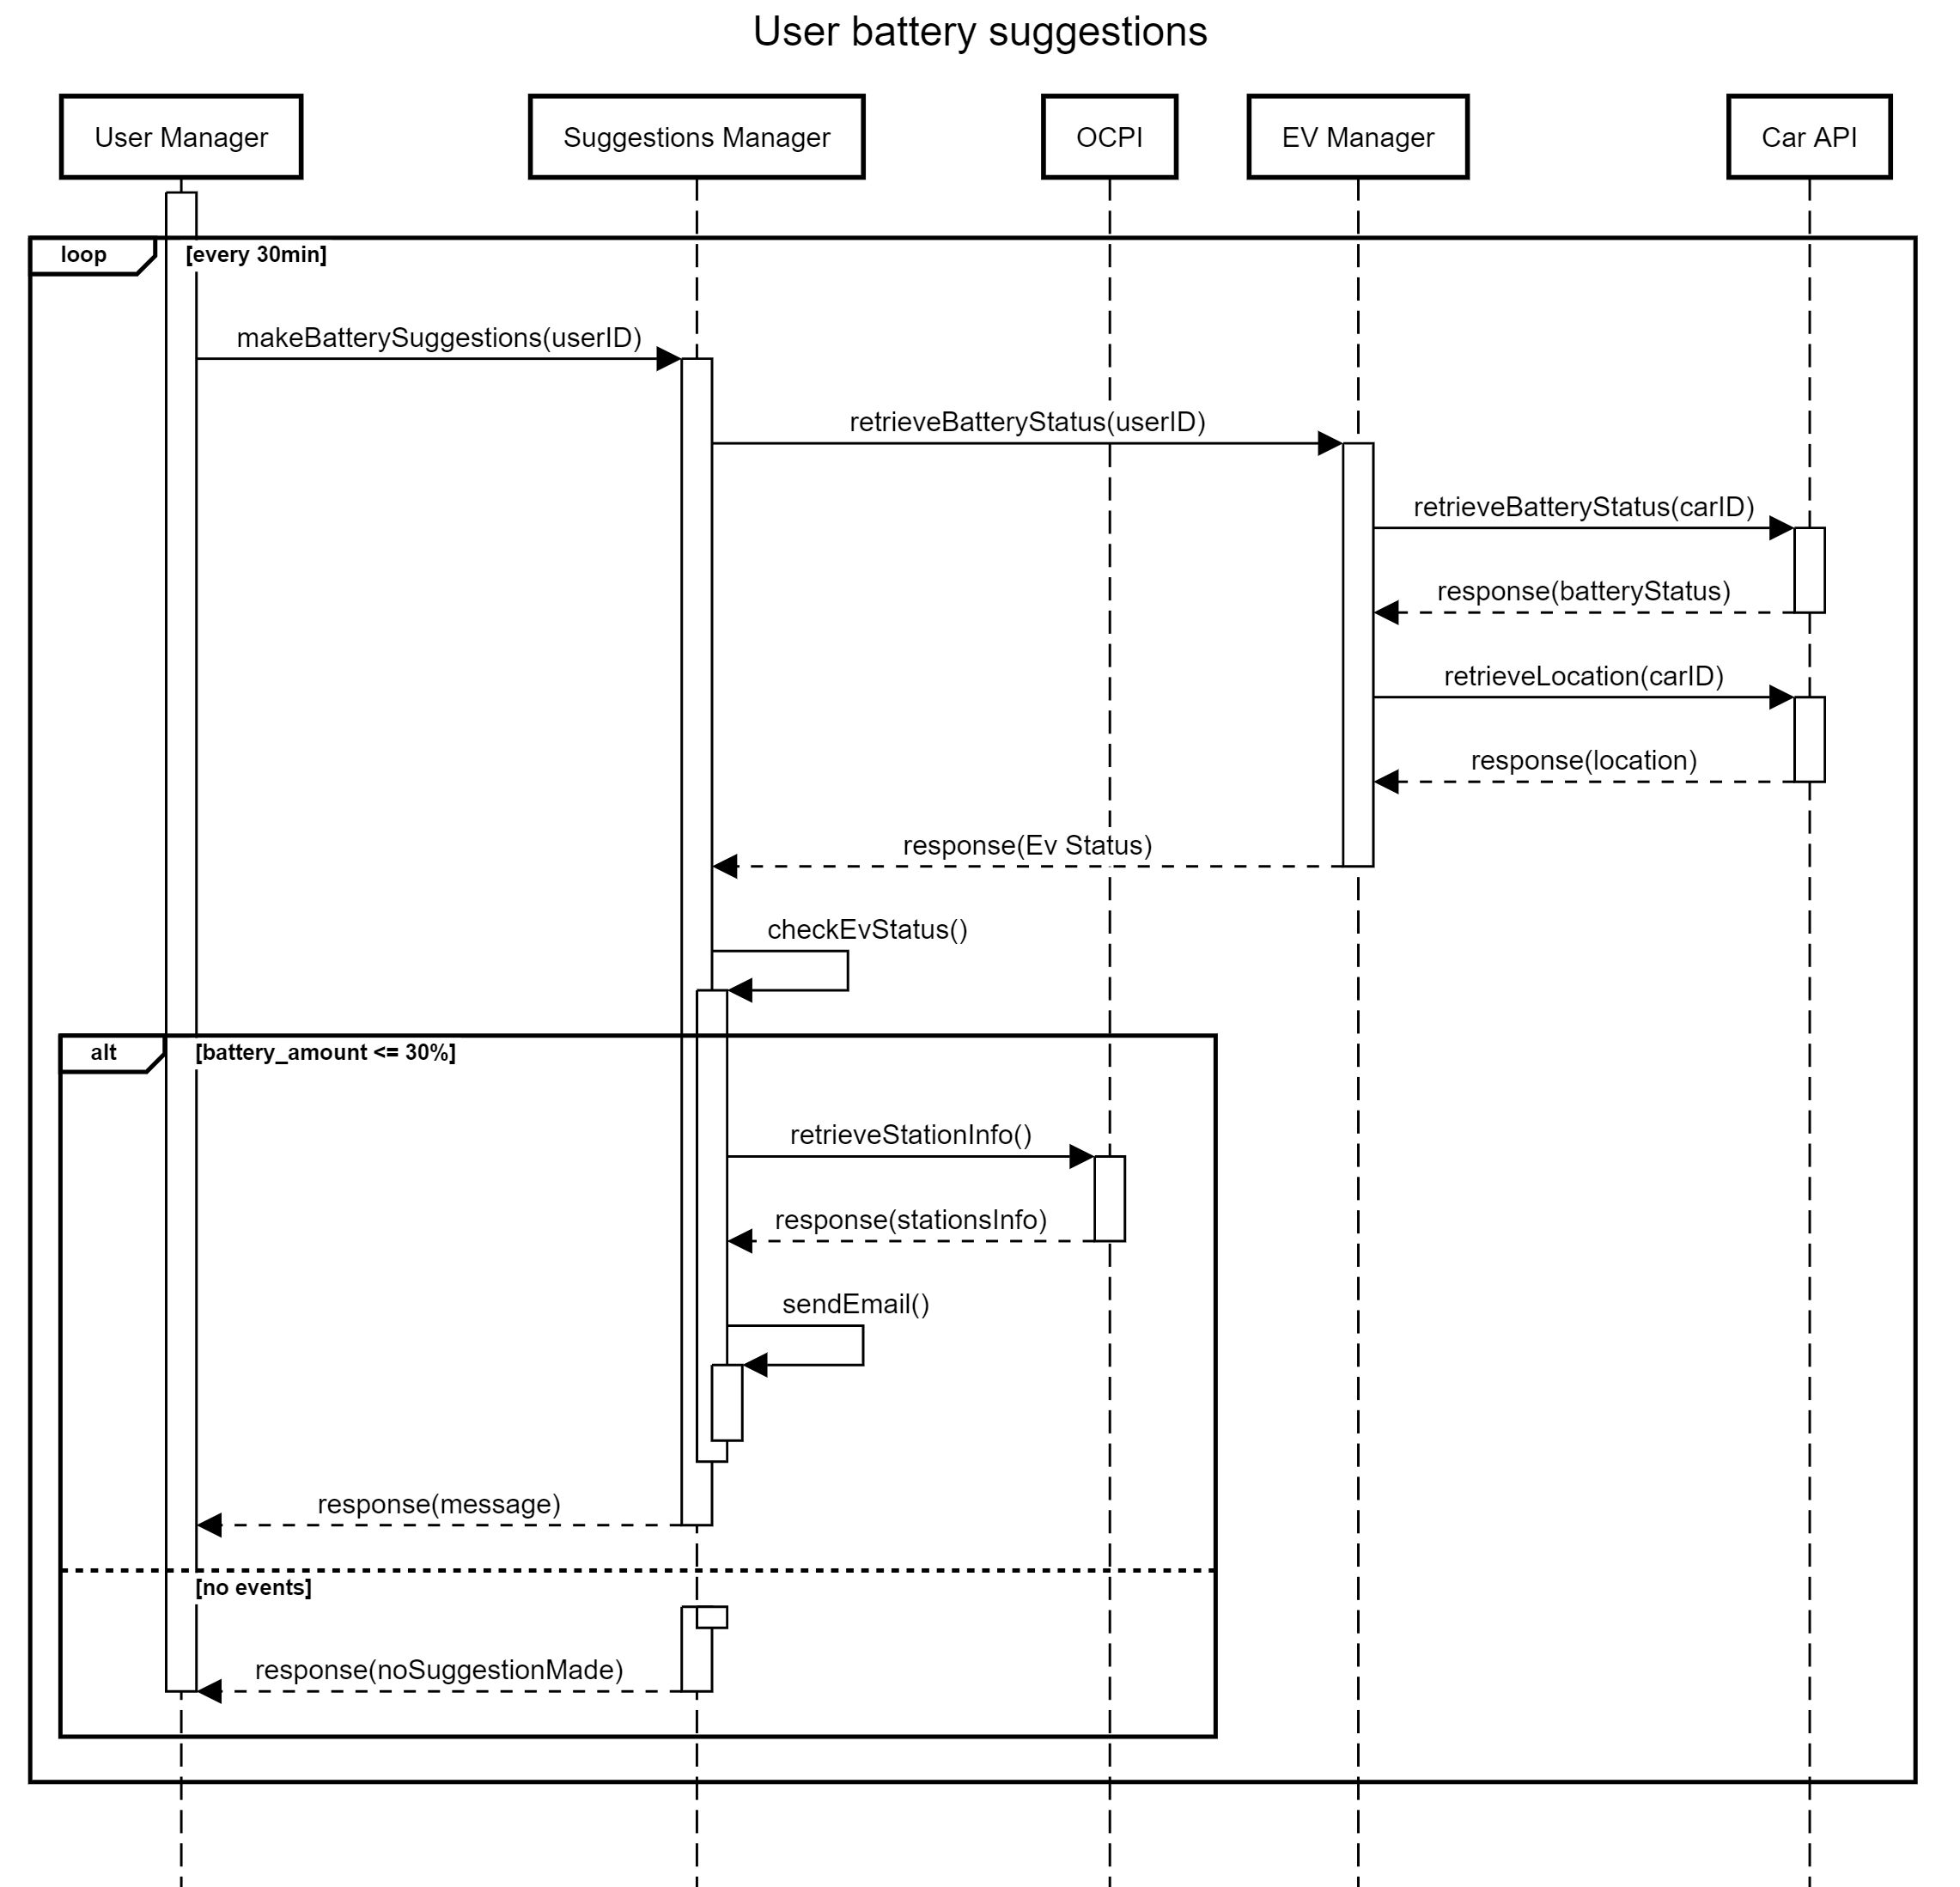 User battery suggestions
User Manager
Suggestions Manager
OCPI
EV Manager
Car API
loop
[every 30min]
makeBatterySuggestions(userID)
retrieveBatteryStatus(userID)
retrieveBatteryStatus(carID)
response(batteryStatus)
retrieveLocation(carID)
response(location)
response(Ev Status)
checkEvStatus()
alt
[battery_amount <= 30%]
retrieveStationInfo()
response(stationsInfo)
sendEmail()
response(message)
[no events]
response(noSuggestionMade)